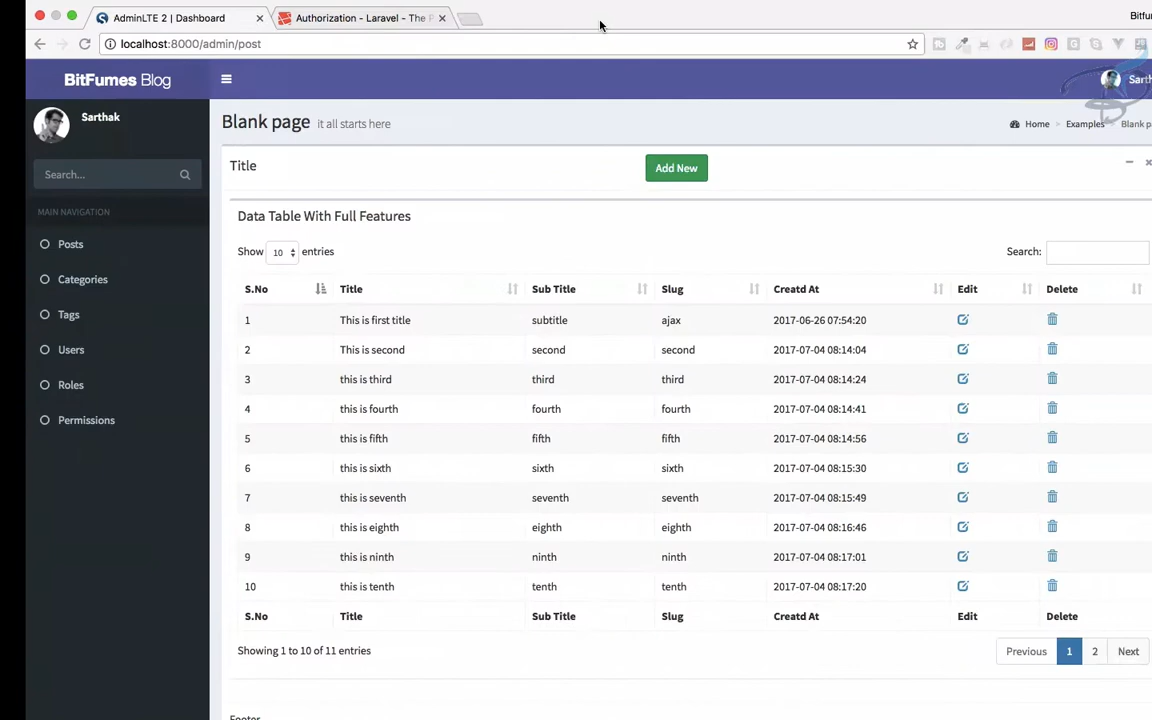 AdminLTE 2 | Dashboard
Authorization - Laravel - The P
Bitfu
localhost:8000/admin/post
BitFumes Blog
Sarth
Sarthak
Blank page it all starts here
Home > Examples > Blank p
Search...
Title
Add New
MAIN NAVIGATION
Posts
Categories
Tags
Users
Roles
Permissions
Data Table With Full Features
Show 10 entries
Search:
S.No Title Sub Title Slug Creatd At Edit Delete
1 This is first title subtitle ajax 2017-06-26 07:54:20
2 This is second second second 2017-07-04 08:14:04
3 this is third third third 2017-07-04 08:14:24
4 this is fourth fourth fourth 2017-07-04 08:14:41
5 this is fifth fifth fifth 2017-07-04 08:14:56
6 this is sixth sixth sixth 2017-07-04 08:15:30
7 this is seventh seventh seventh 2017-07-04 08:15:49
8 this is eighth eighth eighth 2017-07-04 08:16:46
9 this is ninth ninth ninth 2017-07-04 08:17:01
10 this is tenth tenth tenth 2017-07-04 08:17:20
S.No Title Sub Title Slug Creatd At Edit Delete
Showing 1 to 10 of 11 entries
Previous 1 2 Next
Footer